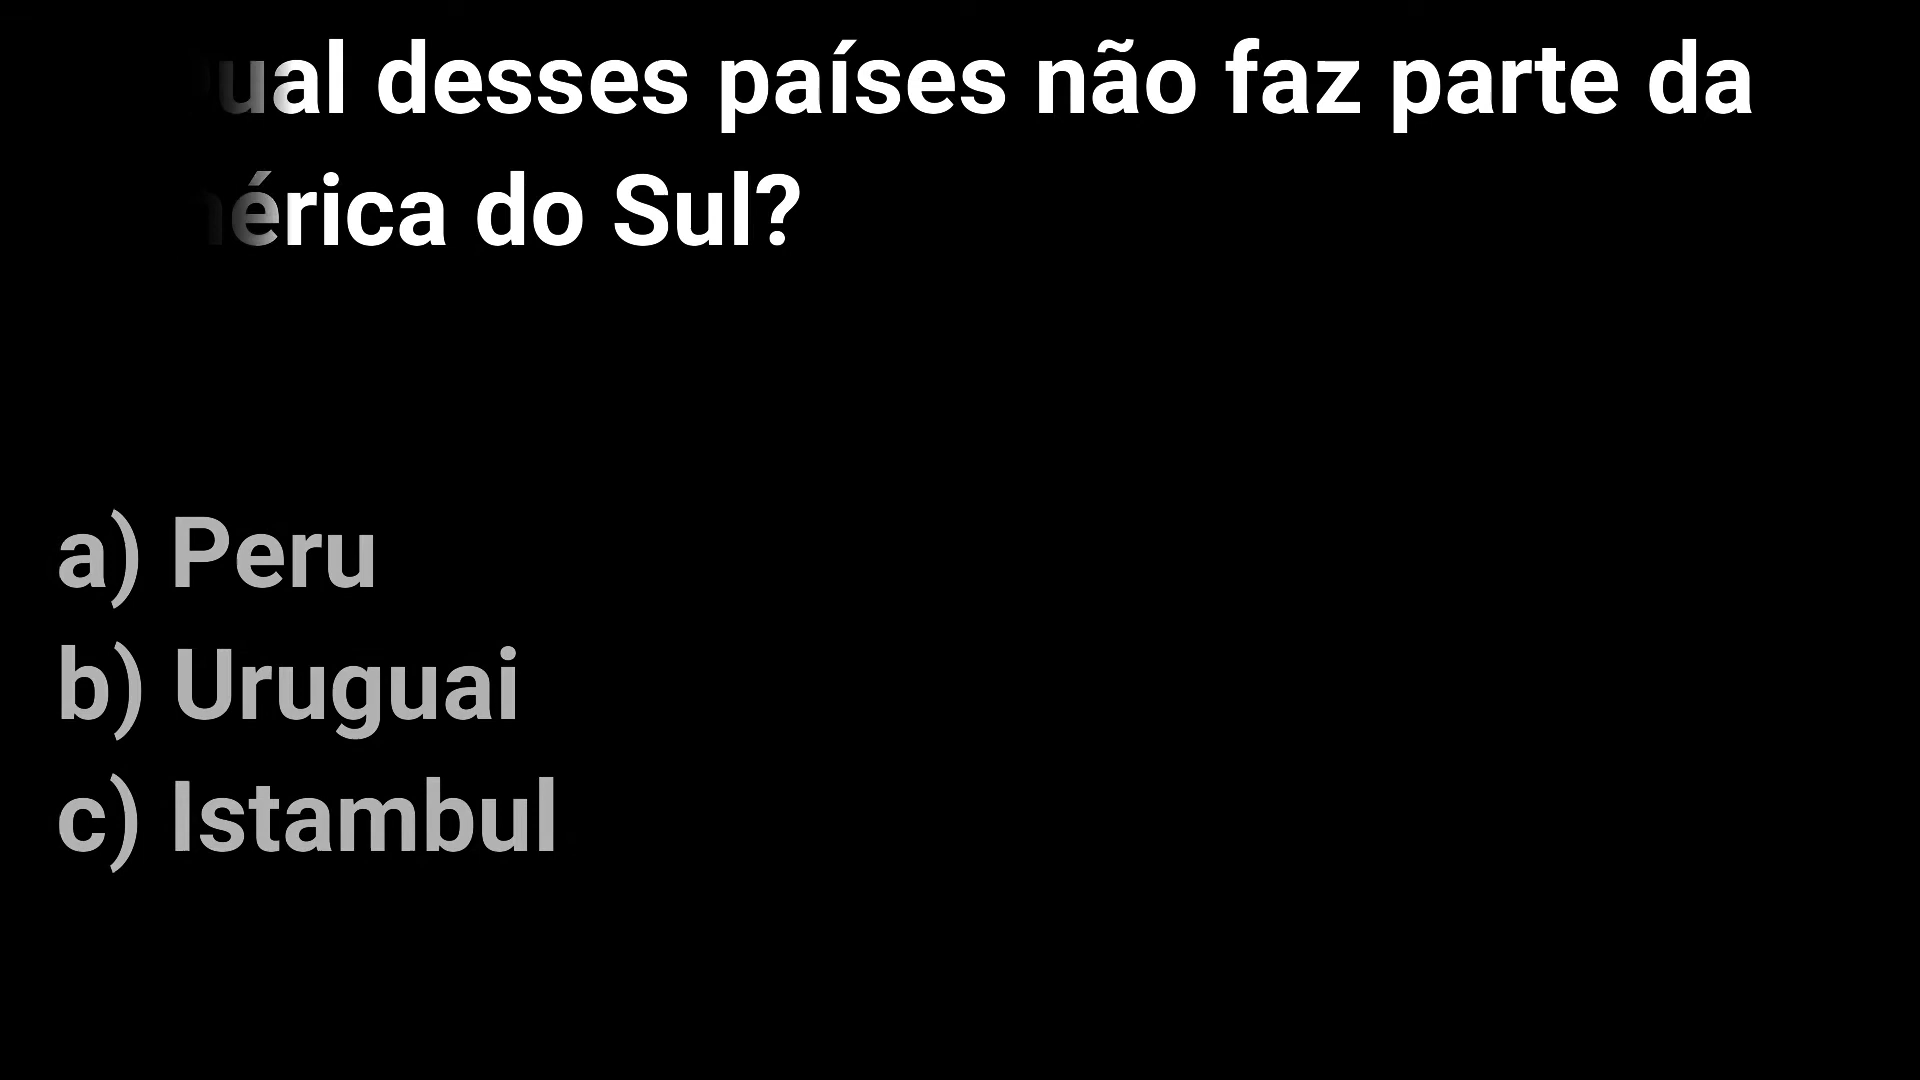 ual desses países não faz parte da
érica do Sul?
a) Peru
b) Uruguai
c) Istambul